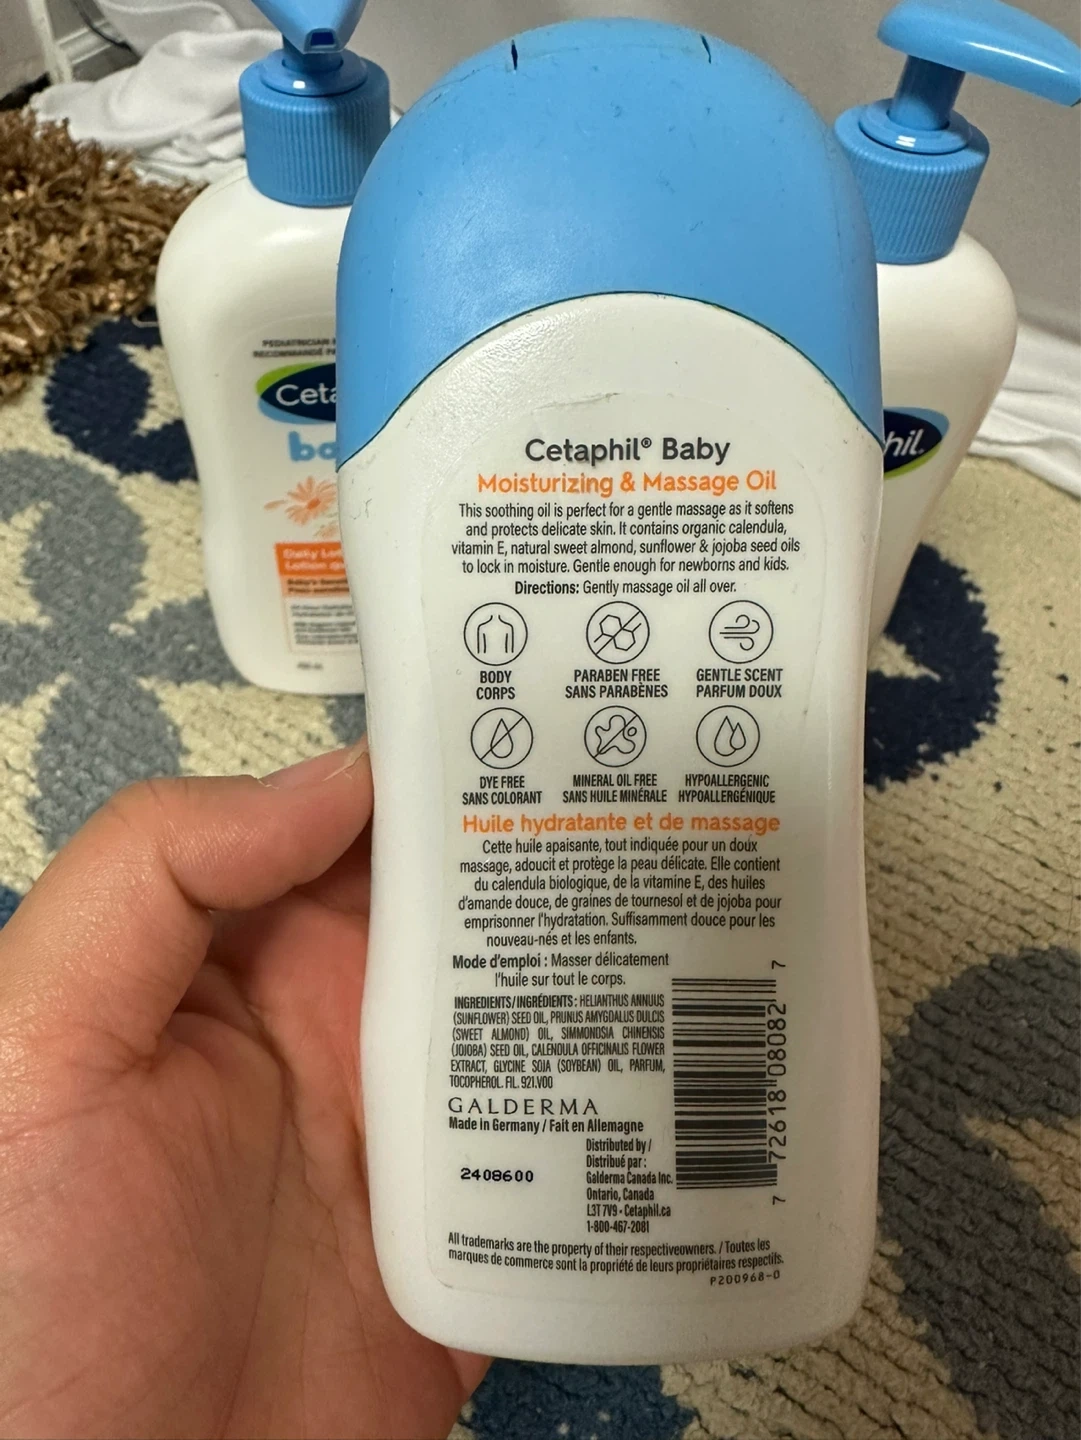 Cetaphil® Baby
Moisturizing & Massage Oil
This soothing oil is perfect for a gentle massage as it softens
and protects delicate skin. It contains organic calendula,
vitamin E, natural sweet almond, sunflower & jojoba seed oils
to lock in moisture. Gentle enough for newborns and kids.
Directions: Gently massage oil all over.
BODY
CORPS
PARABEN FREE
SANS PARABÈNES
GENTLE SCENT
PARFUM DOUX
DYE FREE
SANS COLORANT
MINERAL OIL FREE
SANS HUILE MINÉRALE
HYPOALLERGENIC
HYPOALLERGÉNIQUE
Huile hydratante et de massage
Cette huile apaisante, tout indiquée pour un doux
massage, adoucit et protège la peau délicate. Elle contient
du calendula biologique, de la vitamine E, des huiles
d'amande douce, de graines de tournesol et de jojoba pour
emprisonner l'hydratation. Suffisamment douce pour les
nouveau-nés et les enfants.
Mode d'emploi : Masser délicatement
l'huile sur tout le corps.
INGREDIENTS/INGRÉDIENTS : HELIANTHUS ANNUUS
(SUNFLOWER) SEED OIL, PRUNUS AMYGDALUS DULCIS
(SWEET ALMOND) OIL, SIMMONDSIA CHINENSIS
(JOJOBA) SEED OIL, CALENDULA OFFICINALIS FLOWER
EXTRACT, GLYCINE SOJA (SOYBEAN) OIL, PARFUM,
TOCOPHEROL. FIL. 921.V00
GALDERMA
Made in Germany / Fait en Allemagne
Distributed by /
Distribué par :
Galderma Canada Inc.
Ontario, Canada
L3T 7V9 • Cetaphil.ca
1-800-467-2081
2408600
7 72618 08082 7
All trademarks are the property of their respectiveowners. / Toutes les
marques de commerce sont la propriété de leurs propriétaires respectifs.
P200968-0
PEDIATRICIAN
RECOMMANDÉ
Ceta
ba
Daily Lot
Lotion
Baby's
hil.